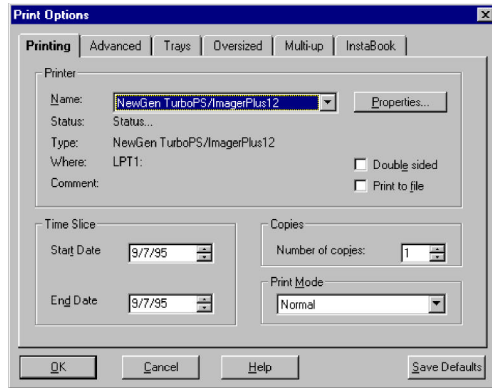 Print Options
Printing Advanced Trays Oversized Multi-up InstaBook
Printer
Name: NewGen TurboPS/ImagerPlus12 Properties...
Status: Status...
Type: NewGen TurboPS/ImagerPlus12
Where: LPT1: Double sided
Comment: Print to file
Time Slice Copies
Start Date 9/7/95 Number of copies: 1
Print Mode
End Date 9/7/95 Normal
OK Cancel Help Save Defaults